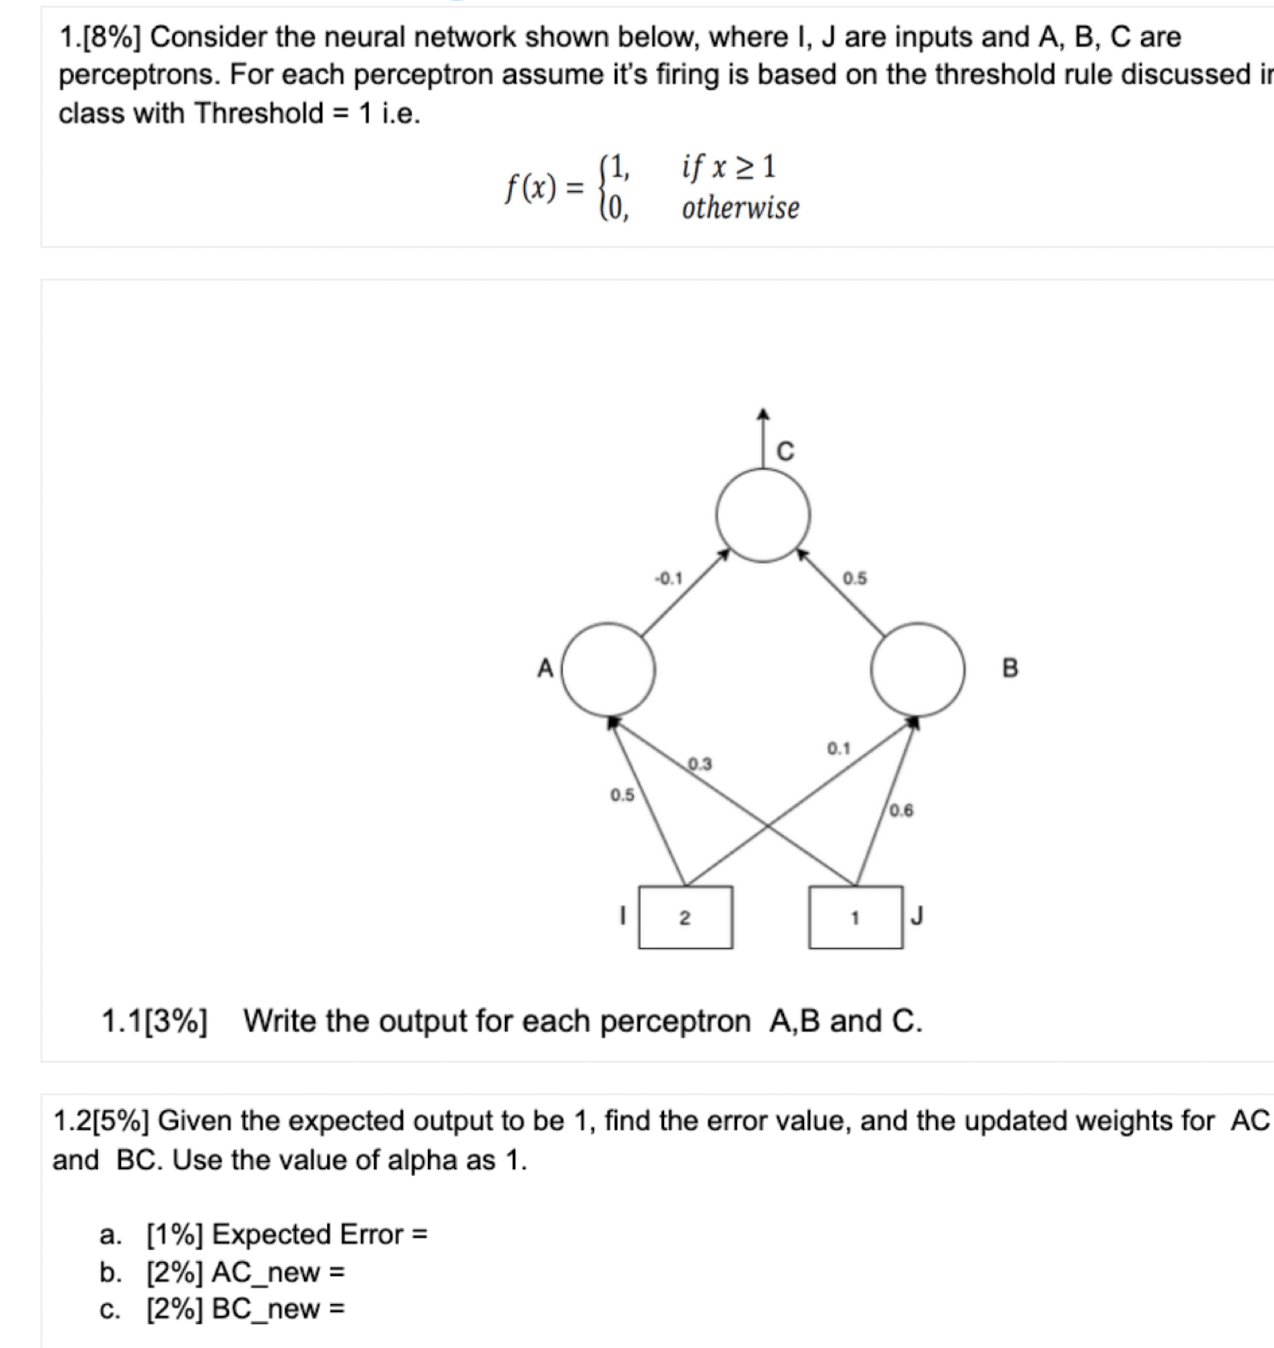 1.[8%] Consider the neural network shown below, where I, J are inputs and A, B, C are
perceptrons. For each perceptron assume it's firing is based on the threshold rule discussed in
class with Threshold = 1 i.e.
f(x) = {1, if x ≥ 1
0, otherwise
C
-0.1 0.5
A B
0.3 0.1
0.5 0.6
I 2 1 J
1.1[3%] Write the output for each perceptron A,B and C.
1.2[5%] Given the expected output to be 1, find the error value, and the updated weights for AC
and BC. Use the value of alpha as 1.
a. [1%] Expected Error =
b. [2%] AC_new =
c. [2%] BC_new =